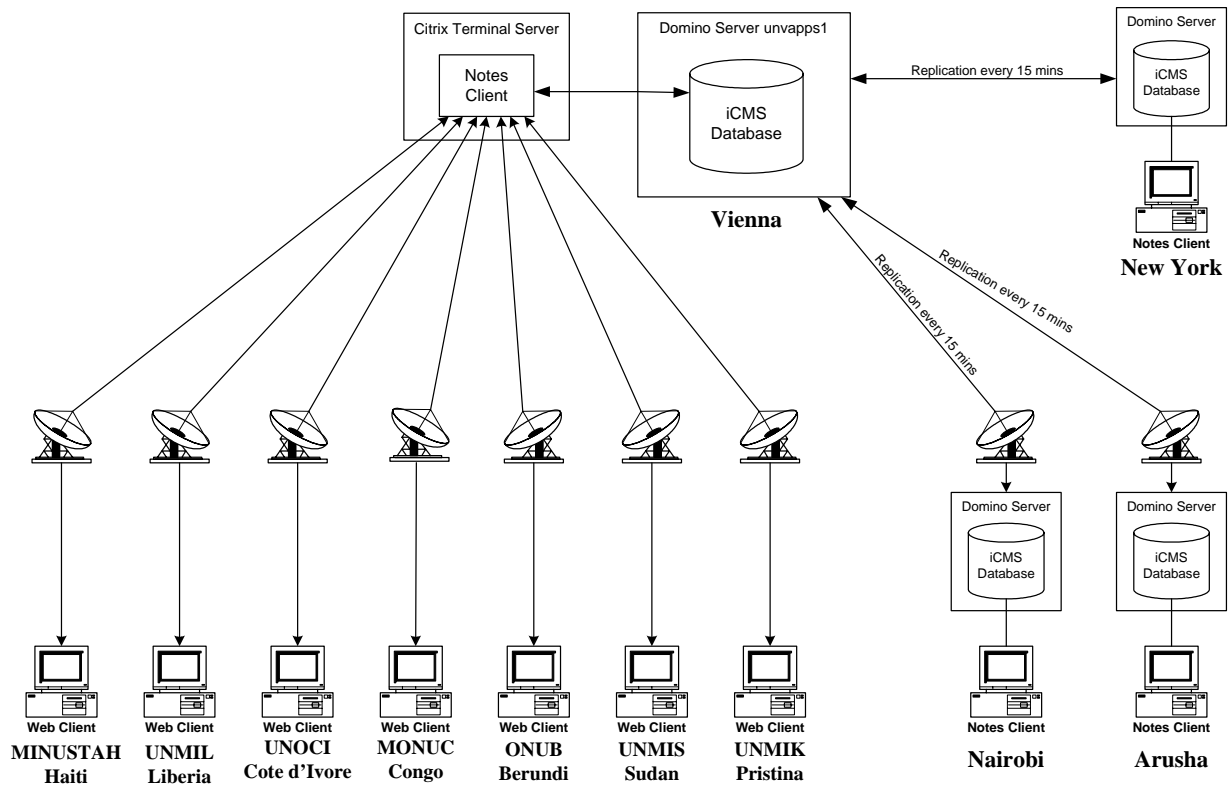 Citrix Terminal Server
Notes
Client
Domino Server unvapps1
iCMS
Database
Vienna
Replication every 15 mins
Domino Server
iCMS
Database
Notes Client
New York
Replication every 15 mins
Replication every 15 mins
Domino Server
iCMS
Database
Domino Server
iCMS
Database
Web Client
MINUSTAH
Haiti
Web Client
UNMIL
Liberia
Web Client
UNOCI
Cote d'Ivore
Web Client
MONUC
Congo
Web Client
ONUB
Berundi
Web Client
UNMIS
Sudan
Web Client
UNMIK
Pristina
Notes Client
Nairobi
Notes Client
Arusha